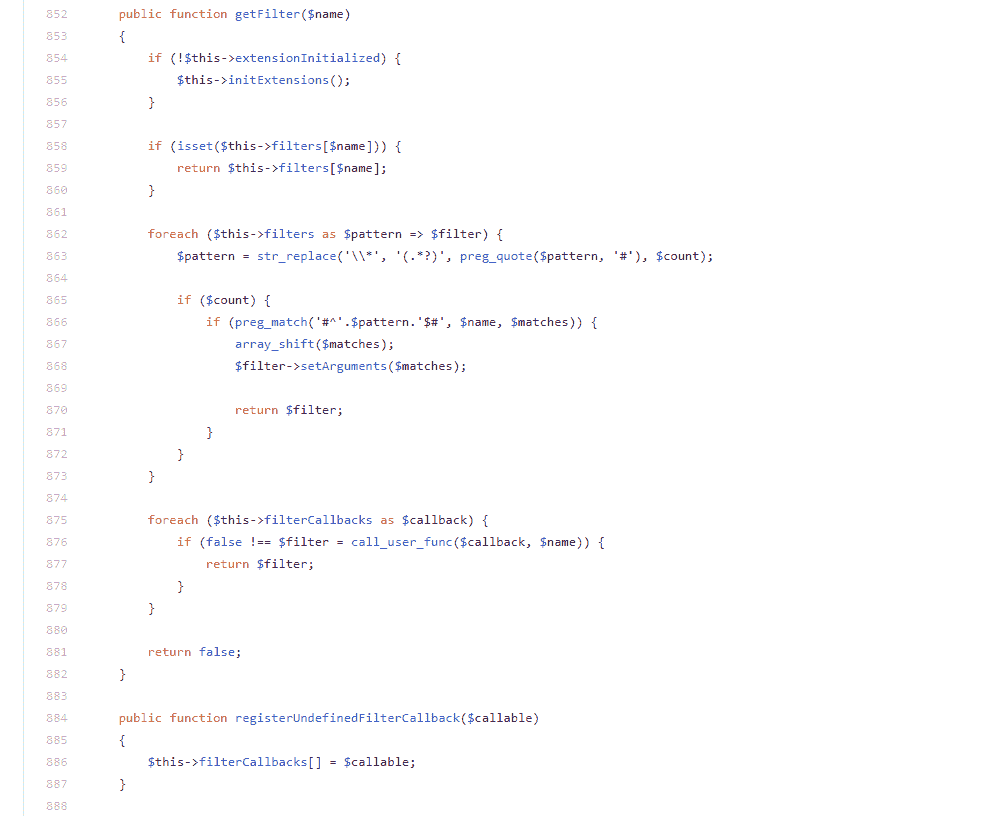 852 public function getFilter($name)
853 {
854 if (!$this->extensionInitialized) {
855 $this->initExtensions();
856 }
857
858 if (isset($this->filters[$name])) {
859 return $this->filters[$name];
860 }
861
862 foreach ($this->filters as $pattern => $filter) {
863 $pattern = str_replace('\\*', '(.*?)', preg_quote($pattern, '#'), $count);
864
865 if ($count) {
866 if (preg_match('#^'.$pattern.'$#', $name, $matches)) {
867 array_shift($matches);
868 $filter->setArguments($matches);
869
870 return $filter;
871 }
872 }
873 }
874
875 foreach ($this->filterCallbacks as $callback) {
876 if (false !== $filter = call_user_func($callback, $name)) {
877 return $filter;
878 }
879 }
880
881 return false;
882 }
883
884 public function registerUndefinedFilterCallback($callable)
885 {
886 $this->filterCallbacks[] = $callable;
887 }
888